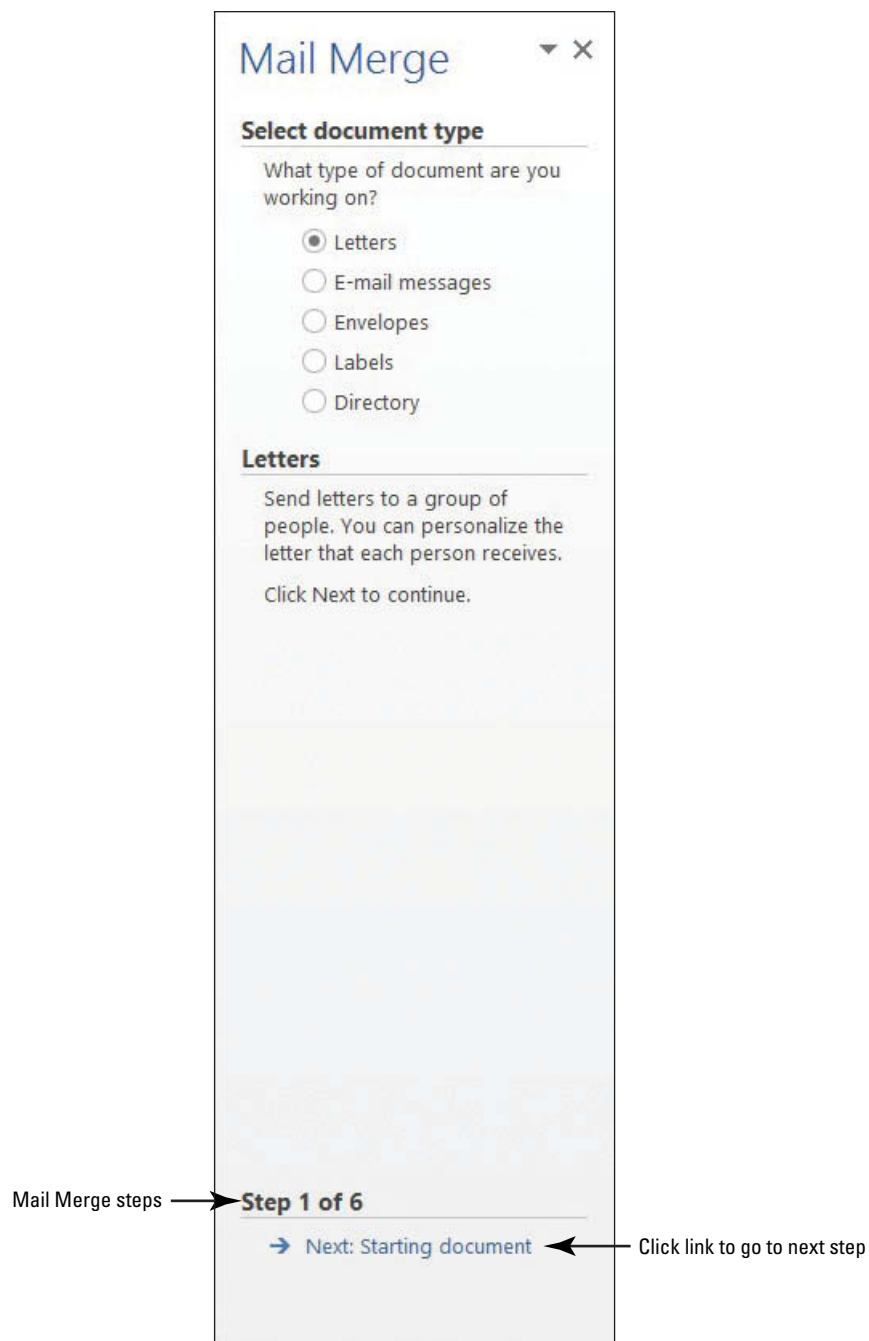 Mail Merge
Select document type
What type of document are you
working on?
Letters
E-mail messages
Envelopes
Labels
Directory
Letters
Send letters to a group of
people. You can personalize the
letter that each person receives.
Click Next to continue.
Mail Merge steps
Step 1 of 6
Next: Starting document
Click link to go to next step